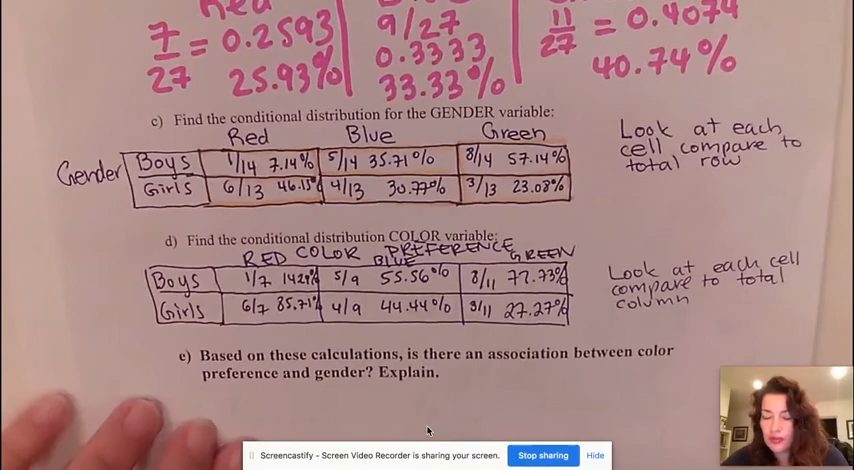 Red
7/27 = 0.2593
25.93%
9/27
0.3333
33.33%
11/27 = 0.4074
40.74%
c) Find the conditional distribution for the GENDER variable:
Red Blue Green
Gender
Boys 1/14 7.14% 5/14 35.71% 8/14 57.14%
Girls 6/13 46.15% 4/13 30.77% 3/13 23.08%
Look at each
cell compare to
total row
d) Find the conditional distribution COLOR variable:
COLOR PREFERENCE
RED BLUE GREEN
Boys 1/7 14.29% 5/9 55.56% 8/11 77.73%
Girls 6/7 85.71% 4/9 44.44% 3/11 27.27%
Look at each cell
compare to total
column
e) Based on these calculations, is there an association between color
preference and gender? Explain.
Screencastify - Screen Video Recorder is sharing your screen.
Stop sharing
Hide